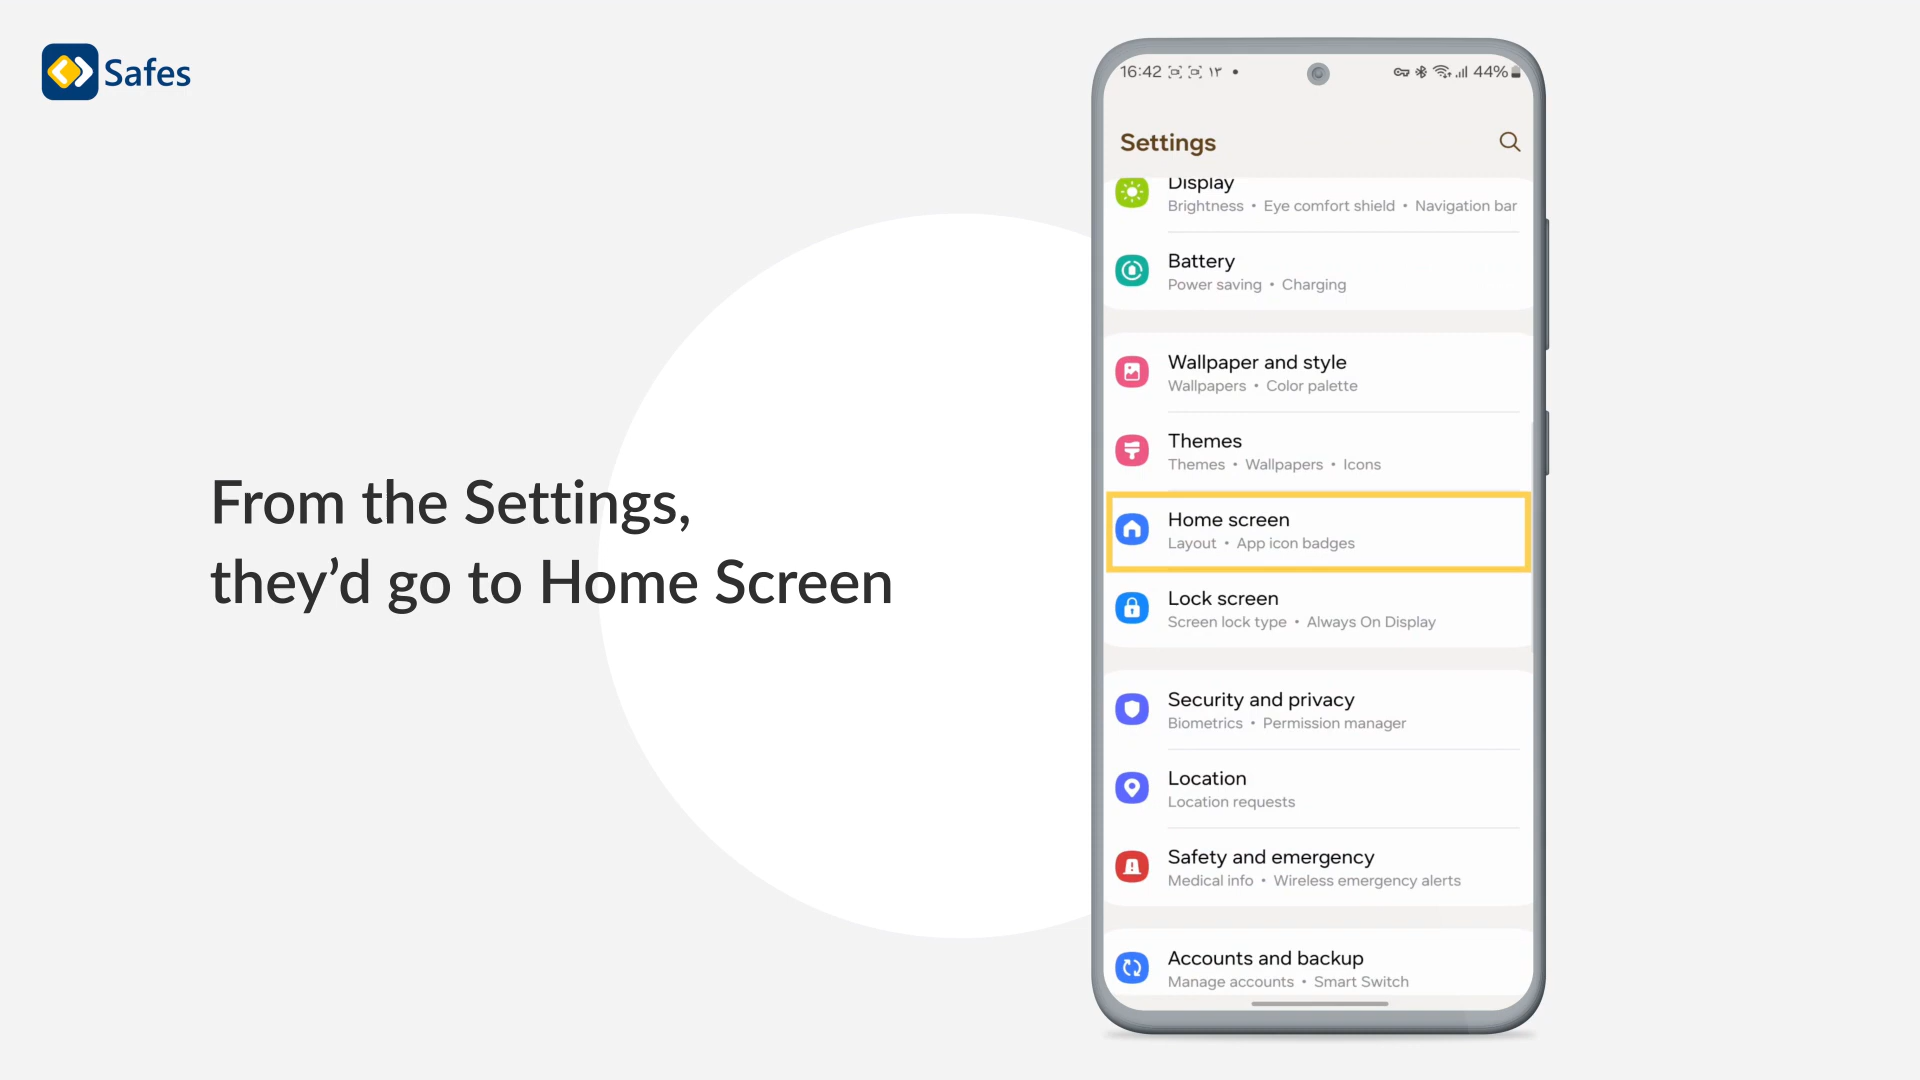 Safes
From the Settings,
they’d go to Home Screen
16:42 ١٣ • 44%
Settings
Display
Brightness • Eye comfort shield • Navigation bar
Battery
Power saving • Charging
Wallpaper and style
Wallpapers • Color palette
Themes
Themes • Wallpapers • Icons
Home screen
Layout • App icon badges
Lock screen
Screen lock type • Always On Display
Security and privacy
Biometrics • Permission manager
Location
Location requests
Safety and emergency
Medical info • Wireless emergency alerts
Accounts and backup
Manage accounts • Smart Switch